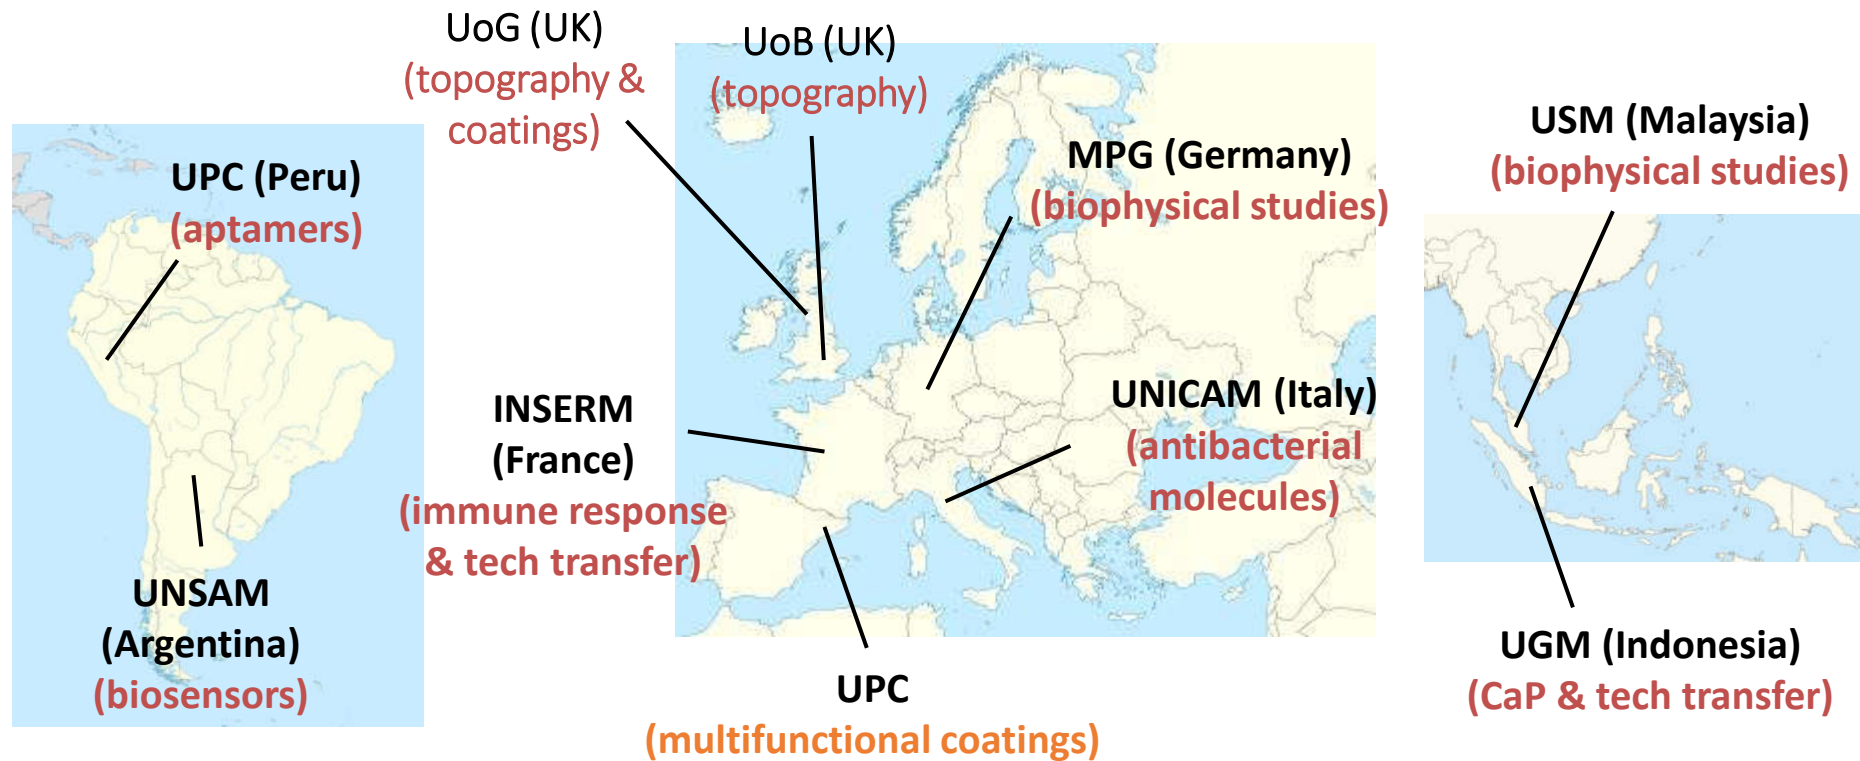 UoG (UK)
(topography &
coatings)
UoB (UK)
(topography)
UPC (Peru)
(aptamers)
MPG (Germany)
(biophysical studies)
USM (Malaysia)
(biophysical studies)
INSERM
(France)
(immune response
& tech transfer)
UNICAM (Italy)
(antibacterial
molecules)
UNSAM
(Argentina)
(biosensors)
UPC
(multifunctional coatings)
UGM (Indonesia)
(CaP & tech transfer)